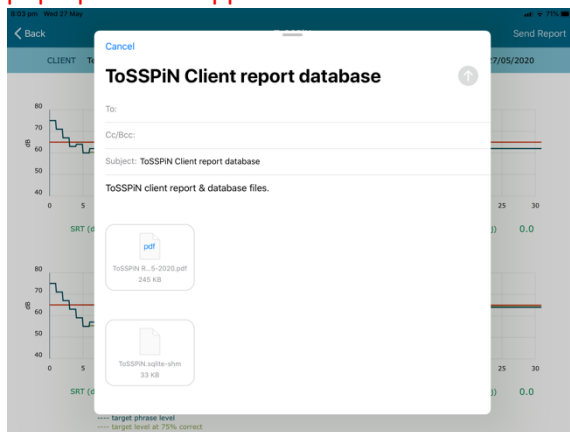 5:03 pm Wed 27 May
71%
Back
Send Report
CLIENT
27/05/2020
Cancel
ToSSPiN Client report database
To:
Cc/Bcc:
Subject: ToSSPiN Client report database
ToSSPiN client report & database files.
pdf
ToSSPiN R...5-2020.pdf
245 KB
ToSSPiN.sqlite-shm
33 KB
80
70
60
50
40
dB
0 5
25 30
SRT (d
j) 0.0
80
70
60
50
40
dB
0 5
25 30
SRT (d
j) 0.0
---- target phrase level
---- target level at 75% correct